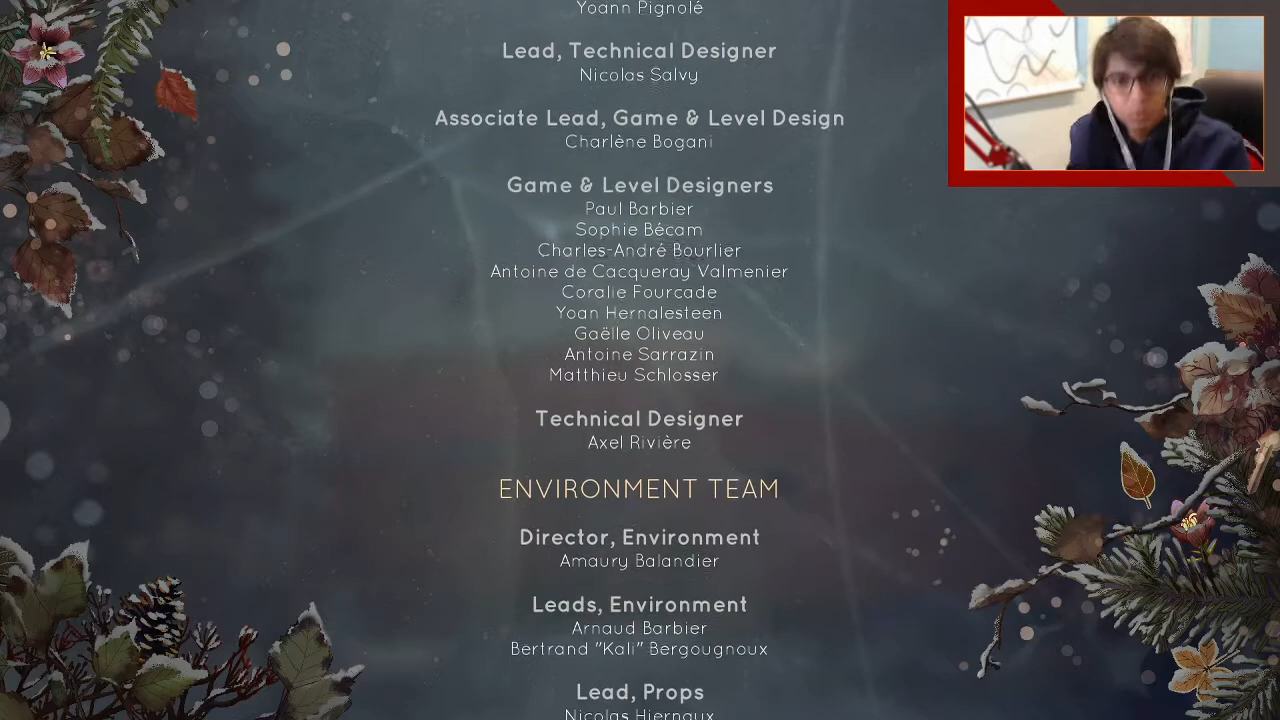 Yoann Pignolé
Lead, Technical Designer
Nicolas Salvy
Associate Lead, Game & Level Design
Charlène Bogani
Game & Level Designers
Paul Barbier
Sophie Bécam
Charles-André Bourlier
Antoine de Cacqueray Valmenier
Coralie Fourcade
Yoan Hernalesteen
Gaëlle Oliveau
Antoine Sarrazin
Matthieu Schlosser
Technical Designer
Axel Rivière
ENVIRONMENT TEAM
Director, Environment
Amaury Balandier
Leads, Environment
Arnaud Barbier
Bertrand "Kali" Bergougnoux
Lead, Props
Nicolas Hiernaux